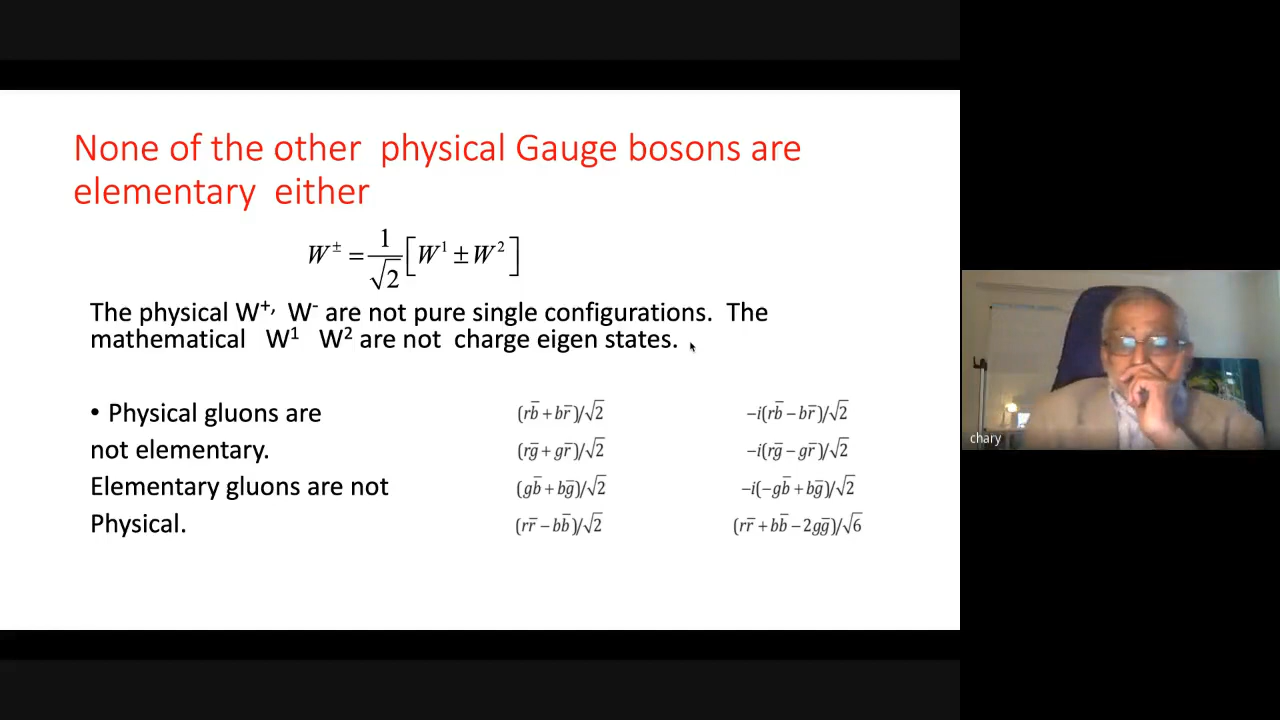 None of the other physical Gauge bosons are
elementary either
W± = 1/√2 [W¹ ± W²]
The physical W⁺, W⁻ are not pure single configurations. The
mathematical W¹ W² are not charge eigen states.
• Physical gluons are
not elementary.
Elementary gluons are not
Physical.
(rb̄ + br̄)/√2 −i(rb̄ − br̄)/√2
(rḡ + gr̄)/√2 −i(rḡ − gr̄)/√2
(gb̄ + bḡ)/√2 −i(−gb̄ + bḡ)/√2
(rr̄ − bb̄)/√2 (rr̄ + bb̄ − 2gḡ)/√6
chary